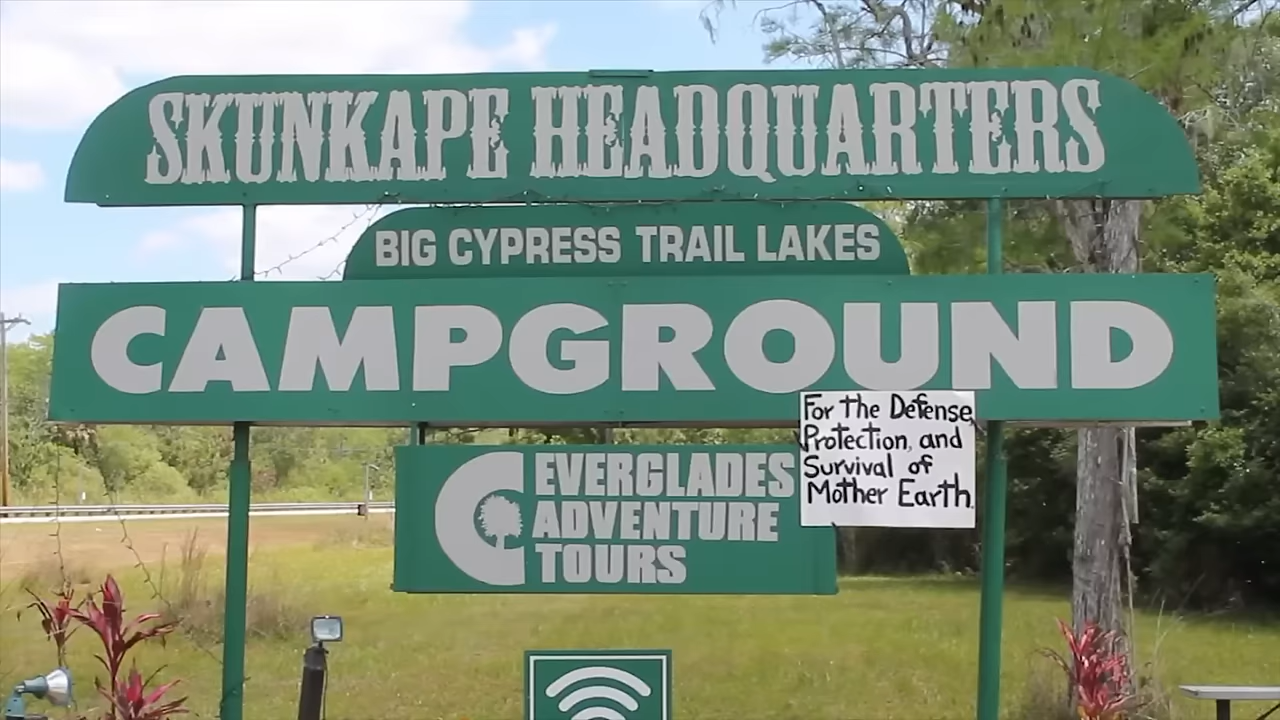 SKUNKAPE HEADQUARTERS
BIG CYPRESS TRAIL LAKES
CAMPGROUND
For The Defense,
Protection, and
Survival of
Mother Earth.
EVERGLADES
ADVENTURE
TOURS